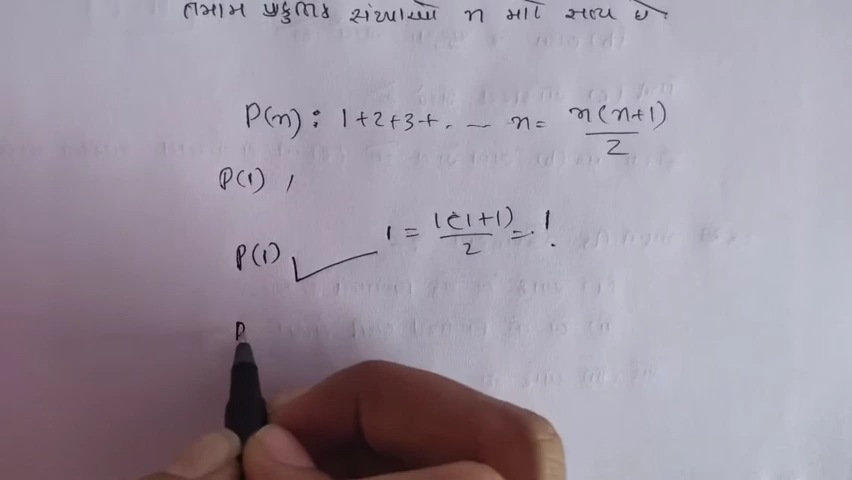 તમામ પ્રાકૃતિક સંખ્યાઓ n માટે સત્ય છે.
P(n) : 1+2+3+. — n = n(n+1)/2
P(1) ,
1 = 1(1+1)/2 = 1.
P(1)
P